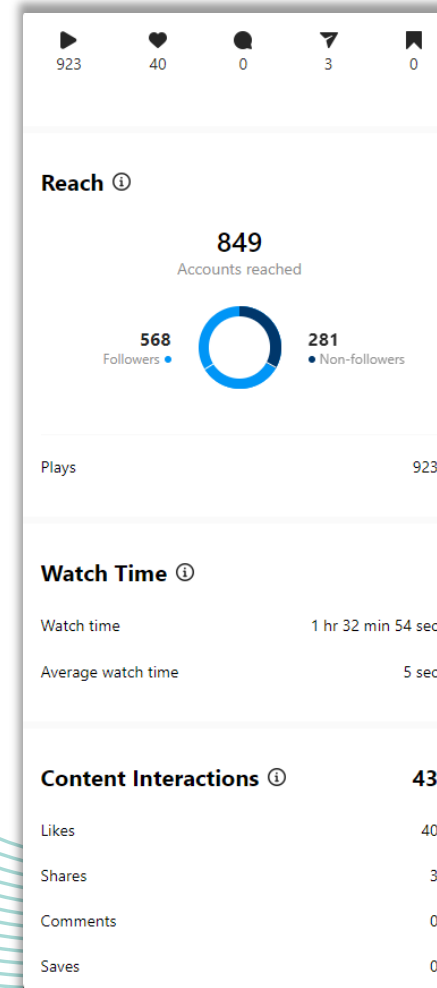 923 40 0 3 0
Reach
849
Accounts reached
568 281
Followers Non-followers
Plays 923
Watch Time
Watch time 1 hr 32 min 54 sec
Average watch time 5 sec
Content Interactions 43
Likes 40
Shares 3
Comments 0
Saves 0